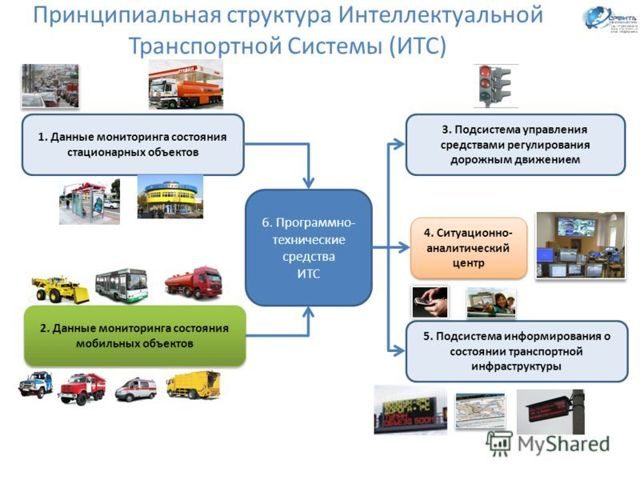 Принципиальная структура Интеллектуальной
Транспортной Системы (ИТС)
1. Данные мониторинга состояния
стационарных объектов
3. Подсистема управления
средствами регулирования
дорожным движением
6. Программно-
технические
средства
ИТС
4. Ситуационно-
аналитический
центр
2. Данные мониторинга состояния
мобильных объектов
5. Подсистема информирования о
состоянии транспортной
инфраструктуры
MyShared